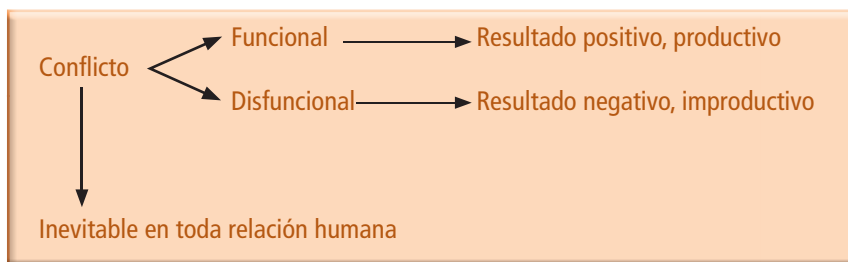 Funcional
Resultado positivo, productivo
Conflicto
Disfuncional
Resultado negativo, improductivo
Inevitable en toda relación humana